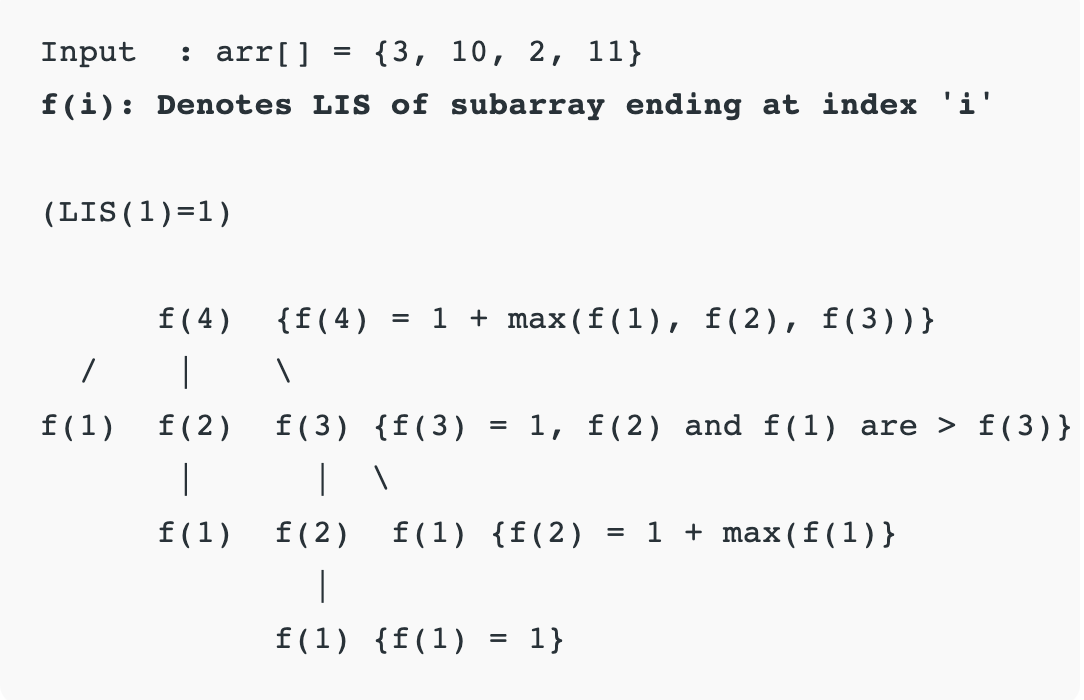 Input  : arr[] = {3, 10, 2, 11}
f(i): Denotes LIS of subarray ending at index 'i'
(LIS(1)=1)
      f(4)  {f(4) = 1 + max(f(1), f(2), f(3))}
  /    |    \
f(1)  f(2)  f(3) {f(3) = 1, f(2) and f(1) are > f(3)}
       |      |  \
      f(1)  f(2)  f(1) {f(2) = 1 + max(f(1)}
              |
            f(1) {f(1) = 1}